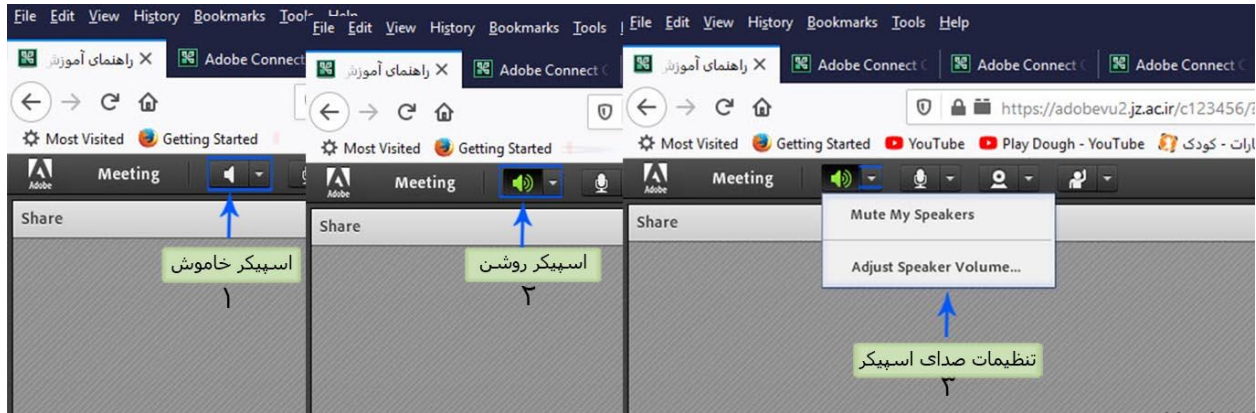 File Edit View History Bookmarks Tools
راهنمای آموزش
Adobe Connect
Most Visited Getting Started
Adobe
Meeting
Share
اسپیکر خاموش
۱
File Edit View History Bookmarks Tools
راهنمای آموزش
Adobe Connect
Most Visited Getting Started
Adobe
Meeting
Share
اسپیکر روشن
۲
File Edit View History Bookmarks Tools Help
راهنمای آموزش
Adobe Connect
Adobe Connect
Adobe Connect
https://adobevu2.jz.ac.ir/c123456/?
Most Visited Getting Started YouTube Play Dough - YouTube کودک -
Adobe
Meeting
Mute My Speakers
Share
Adjust Speaker Volume...
تنظیمات صدای اسپیکر
۳